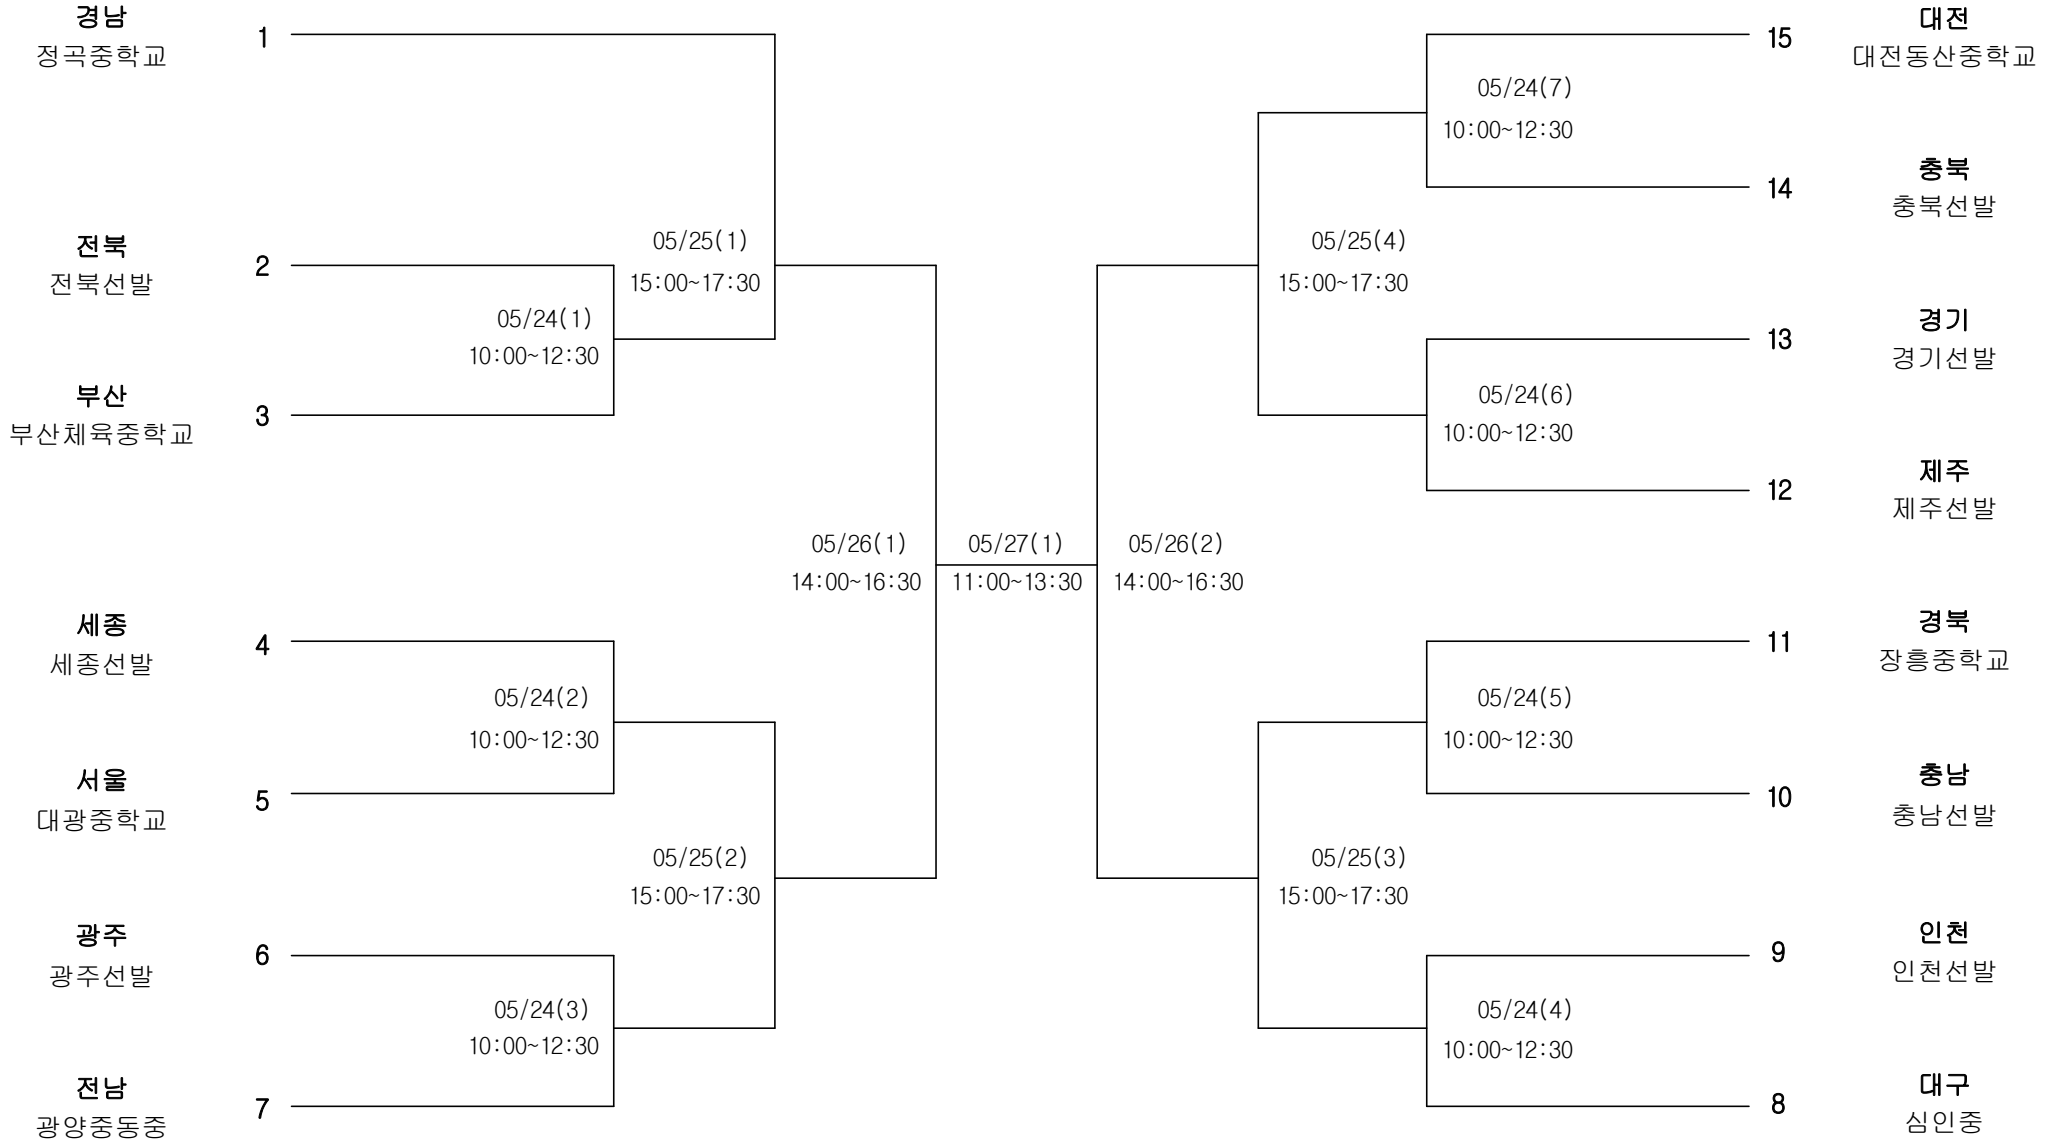 경남
정곡중학교
1
전북
전북선발
2
부산
부산체육중학교
3
세종
세종선발
4
서울
대광중학교
5
광주
광주선발
6
전남
광양중동중
7
05/24(1)
10:00~12:30
05/24(2)
10:00~12:30
05/24(3)
10:00~12:30
05/25(1)
15:00~17:30
05/25(2)
15:00~17:30
05/26(1)
14:00~16:30
05/27(1)
11:00~13:30
05/26(2)
14:00~16:30
05/25(4)
15:00~17:30
05/25(3)
15:00~17:30
05/24(7)
10:00~12:30
05/24(6)
10:00~12:30
05/24(5)
10:00~12:30
05/24(4)
10:00~12:30
15
대전
대전동산중학교
14
충북
충북선발
13
경기
경기선발
12
제주
제주선발
11
경북
장흥중학교
10
충남
충남선발
9
인천
인천선발
8
대구
심인중